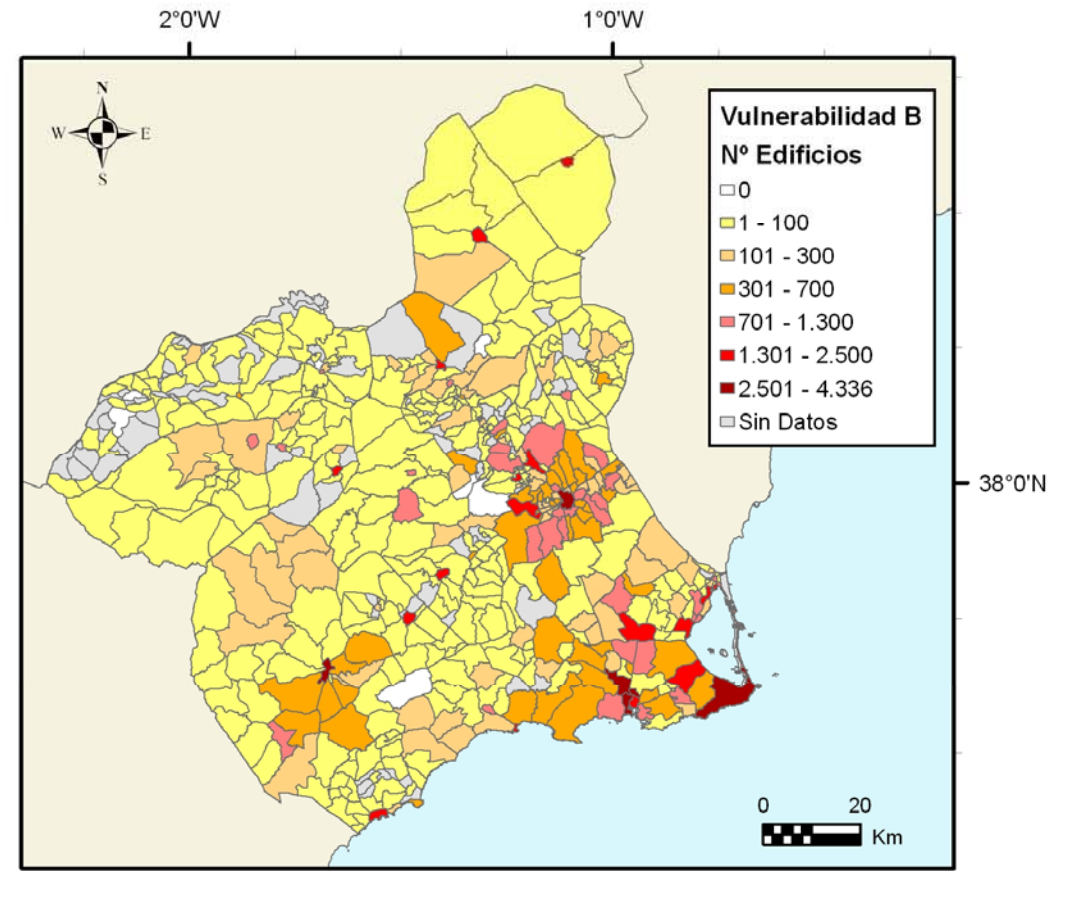 2°0'W 1°0'W
N
W E
S
Vulnerabilidad B
Nº Edificios
0
1 - 100
101 - 300
301 - 700
701 - 1.300
1.301 - 2.500
2.501 - 4.336
Sin Datos
38°0'N
0 20
Km